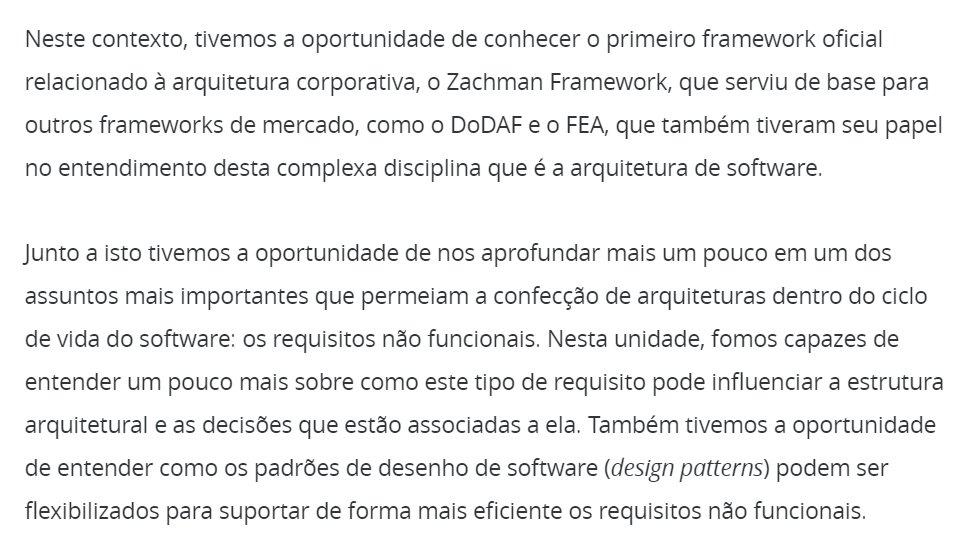 Neste contexto, tivemos a oportunidade de conhecer o primeiro framework oficial
relacionado à arquitetura corporativa, o Zachman Framework, que serviu de base para
outros frameworks de mercado, como o DoDAF e o FEA, que também tiveram seu papel
no entendimento desta complexa disciplina que é a arquitetura de software.
Junto a isto tivemos a oportunidade de nos aprofundar mais um pouco em um dos
assuntos mais importantes que permeiam a confecção de arquiteturas dentro do ciclo
de vida do software: os requisitos não funcionais. Nesta unidade, fomos capazes de
entender um pouco mais sobre como este tipo de requisito pode influenciar a estrutura
arquitetural e as decisões que estão associadas a ela. Também tivemos a oportunidade
de entender como os padrões de desenho de software (design patterns) podem ser
flexibilizados para suportar de forma mais eficiente os requisitos não funcionais.